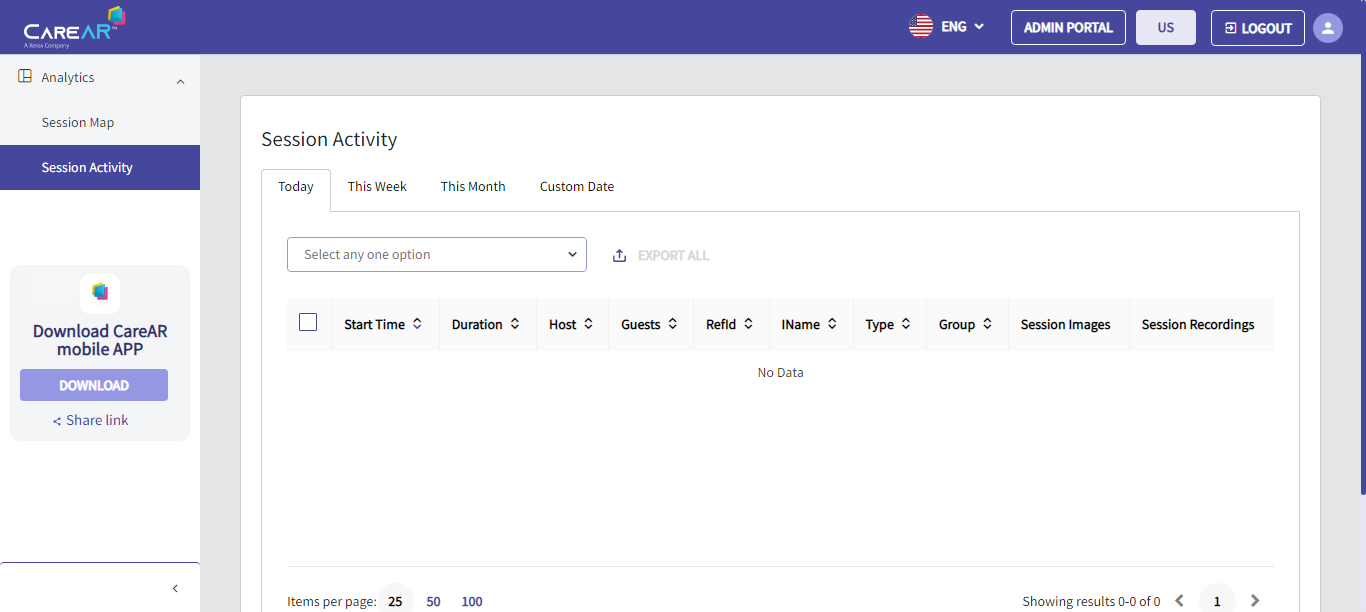 CAREAR™
A Xerox Company
ENG
ADMIN PORTAL
US
LOGOUT
Analytics
Session Map
Session Activity
Download CareAR
mobile APP
DOWNLOAD
Share link
Session Activity
Today This Week This Month Custom Date
Select any one option
EXPORT ALL
Start Time Duration Host Guests RefId IName Type Group Session Images Session Recordings
No Data
Items per page: 25 50 100
Showing results 0-0 of 0 1